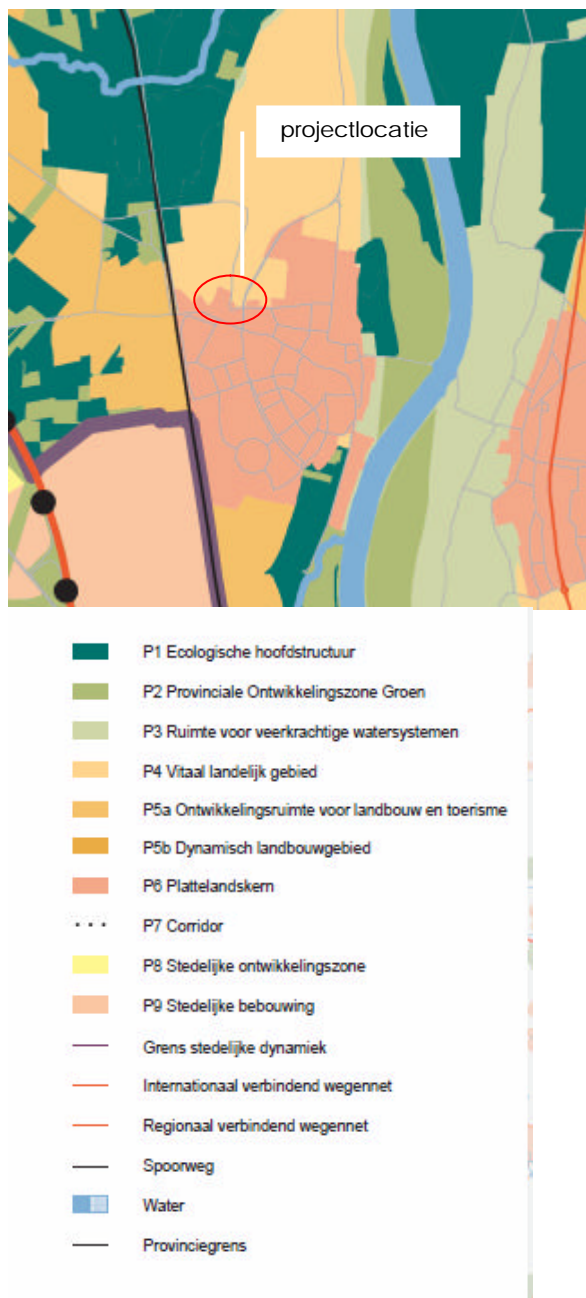 projectlocatie
P1 Ecologische hoofdstructuur
P2 Provinciale Ontwikkelingszone Groen
P3 Ruimte voor veerkrachtige watersystemen
P4 Vitaal landelijk gebied
P5a Ontwikkelingsruimte voor landbouw en toerisme
P5b Dynamisch landbouwgebied
P6 Plattelandskern
P7 Corridor
P8 Stedelijke ontwikkelingszone
P9 Stedelijke bebouwing
Grens stedelijke dynamiek
Internationaal verbindend wegennet
Regionaal verbindend wegennet
Spoorweg
Water
Provinciegrens